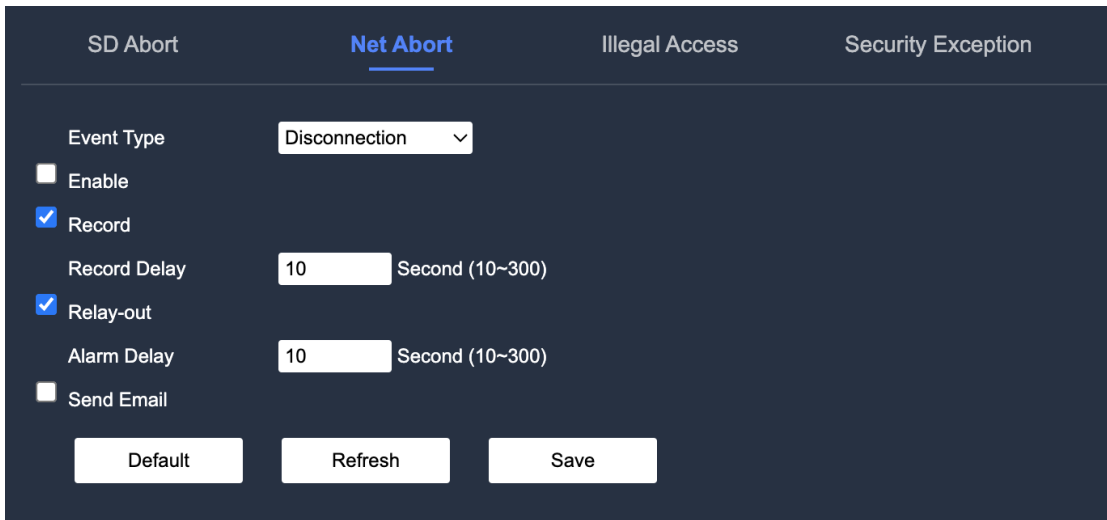 SD Abort Net Abort Illegal Access Security Exception
Event Type Disconnection
Enable
Record
Record Delay 10 Second (10~300)
Relay-out
Alarm Delay 10 Second (10~300)
Send Email
Default Refresh Save